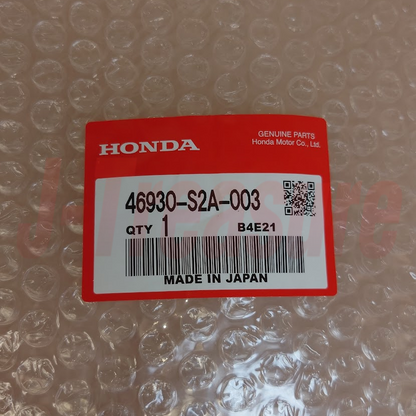 HONDA
GENUINE PARTS
Honda Motor Co., Ltd.
46930-S2A-003
QTY 1 B4E21
MADE IN JAPAN